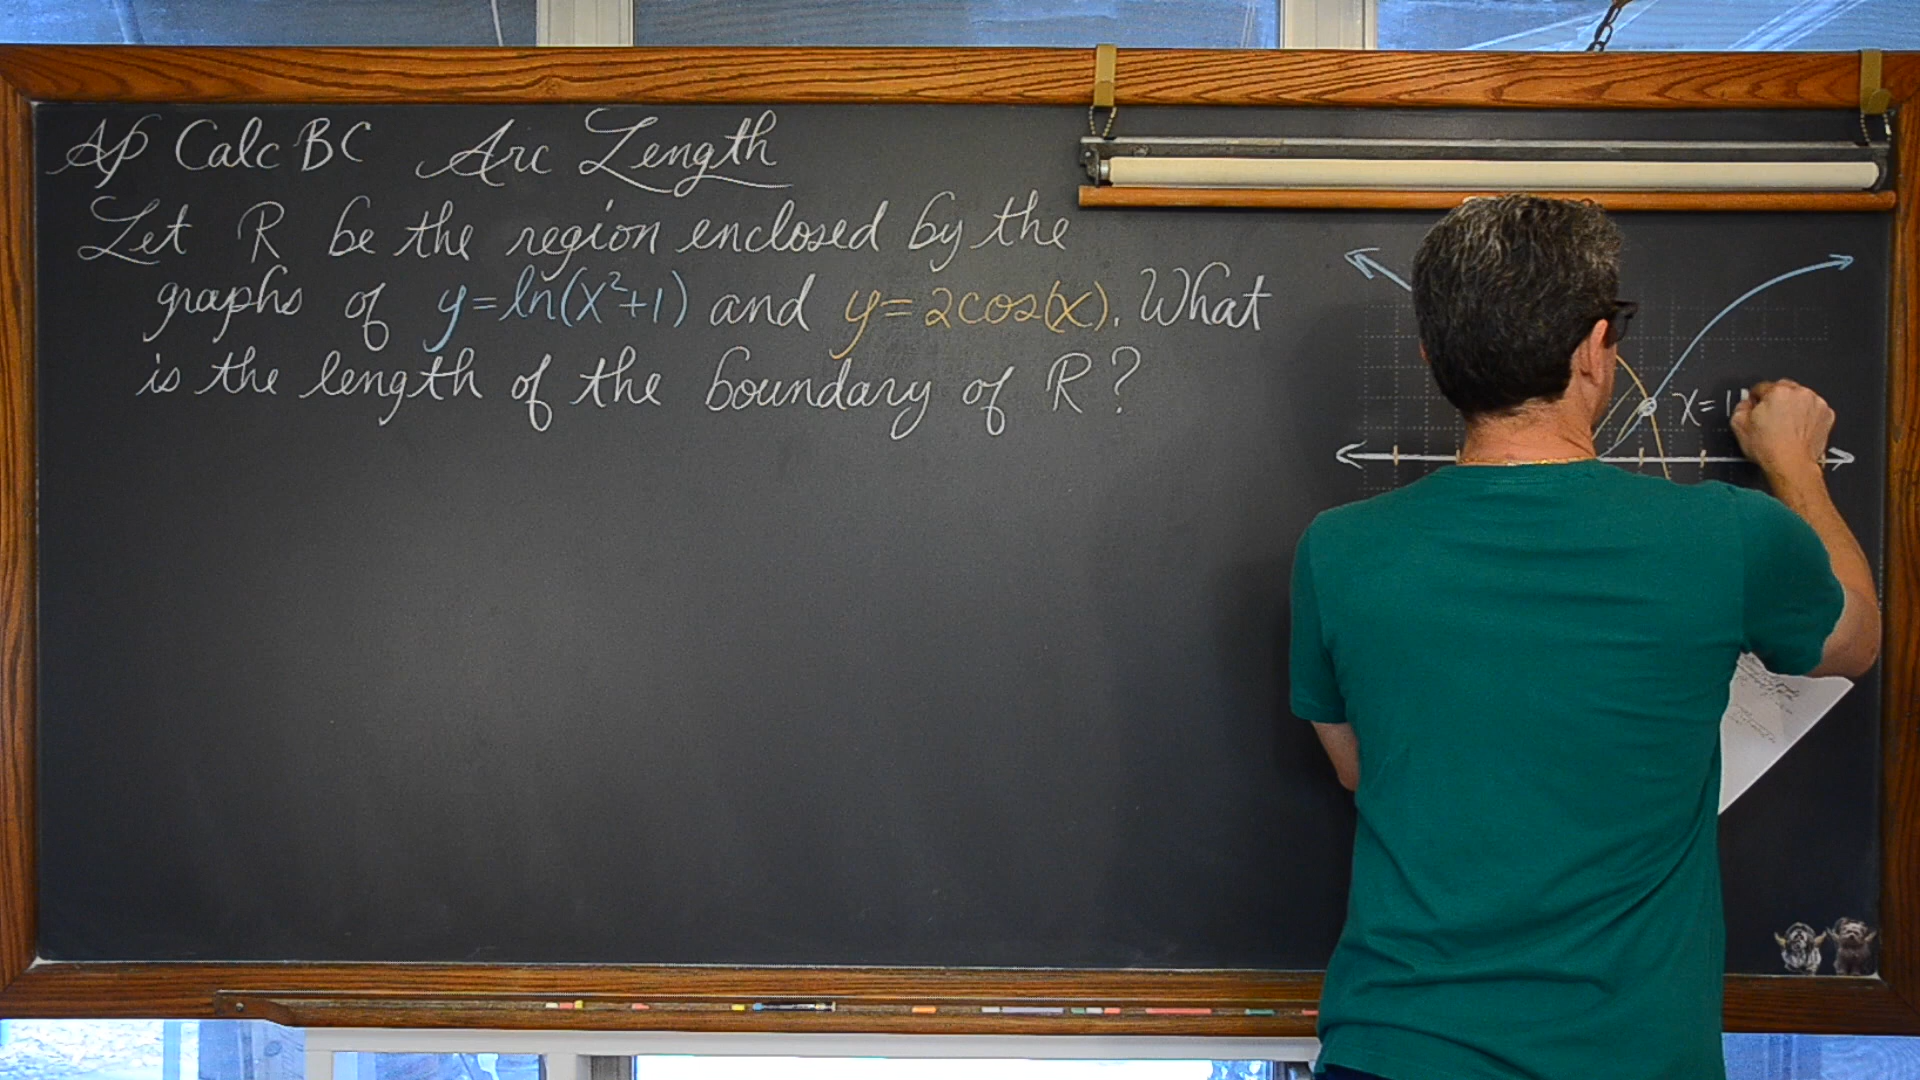 AP Calc BC Arc Length
Let R be the region enclosed by the
graphs of y=ln(x²+1) and y=2cos(x). What
is the length of the boundary of R?
x=1